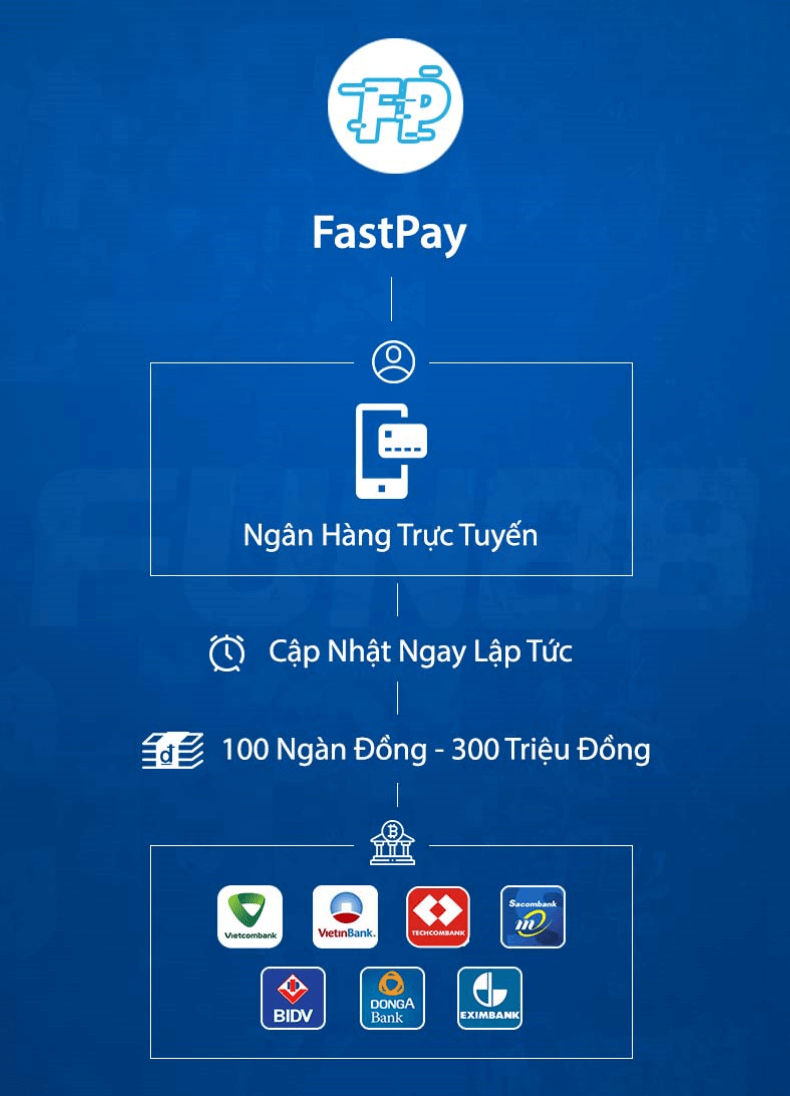 FP
FastPay
Ngân Hàng Trực Tuyến
FUN88
Cập Nhật Ngay Lập Tức
đ 100 Ngàn Đồng - 300 Triệu Đồng
Vietcombank VietinBank. TECHCOMBANK Sacombank m
BIDV DONGA Bank EXIMBANK